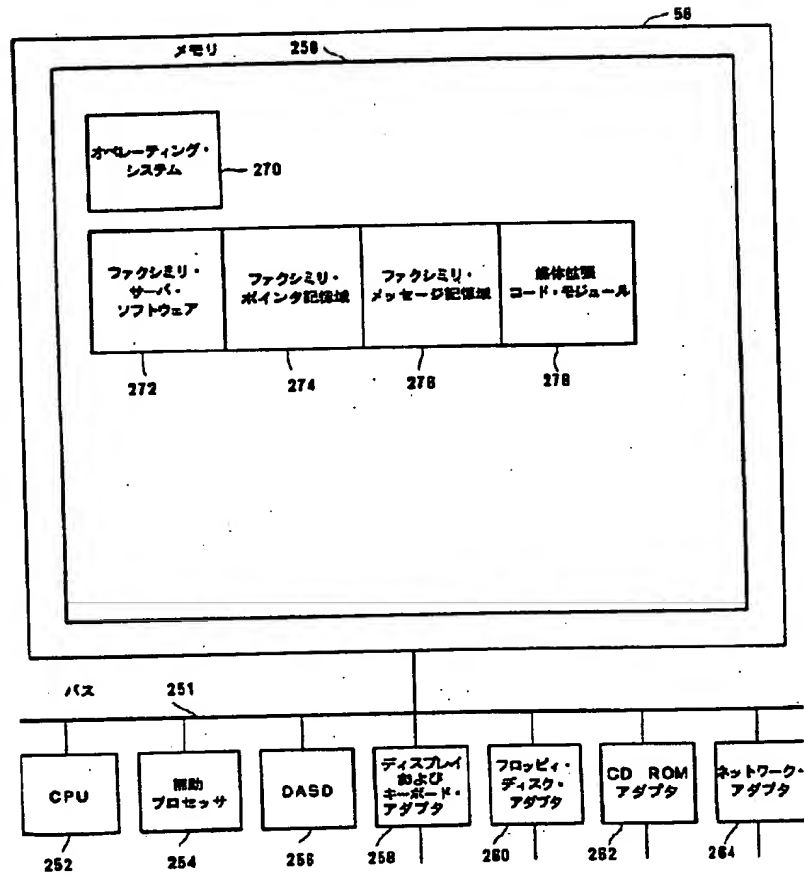 56
メモリ 256
オペレーティング・
システム
270
ファクシミリ・
サーバ・
ソフトウェア
ファクシミリ・
ポインタ記憶域
ファクシミリ・
メッセージ記憶域
媒体拡張
コード・モジュール
272
274
276
278
バス 251
CPU
補助
プロセッサ
DASD
ディスプレイ
および
キーボード・
アダプタ
フロッピィ・
ディスク・
アダプタ
CD ROM
アダプタ
ネットワーク・
アダプタ
252
254
256
258
260
262
264